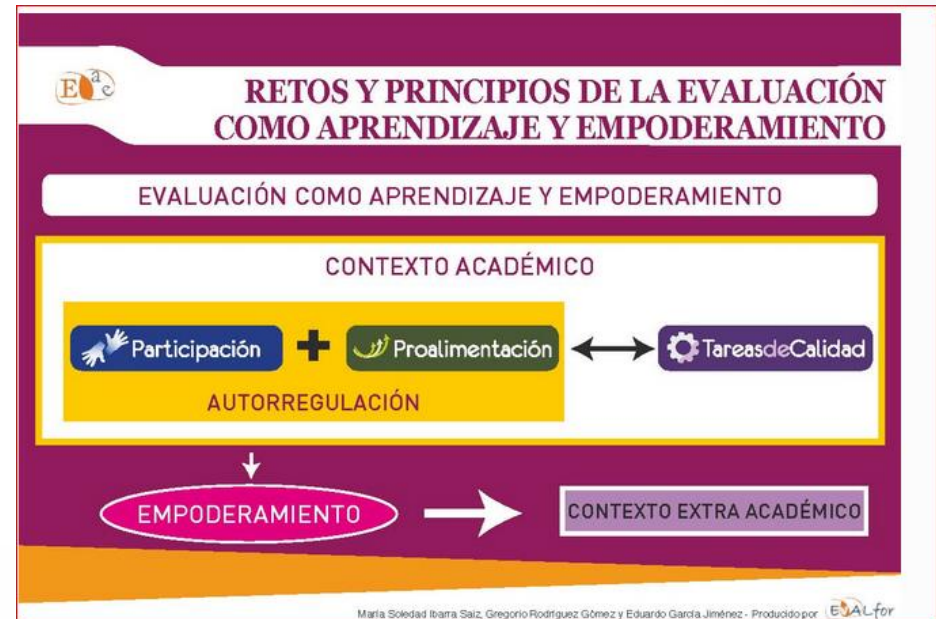 E a e
RETOS Y PRINCIPIOS DE LA EVALUACIÓN
COMO APRENDIZAJE Y EMPODERAMIENTO
EVALUACIÓN COMO APRENDIZAJE Y EMPODERAMIENTO
CONTEXTO ACADÉMICO
Participación + Proalimentación TareasdeCalidad
AUTORREGULACIÓN
EMPODERAMIENTO CONTEXTO EXTRA ACADÉMICO
María Soledad Ibarra Saiz, Gregorio Rodríguez Gómez y Eduardo García Jiménez - Producido por EVALfor